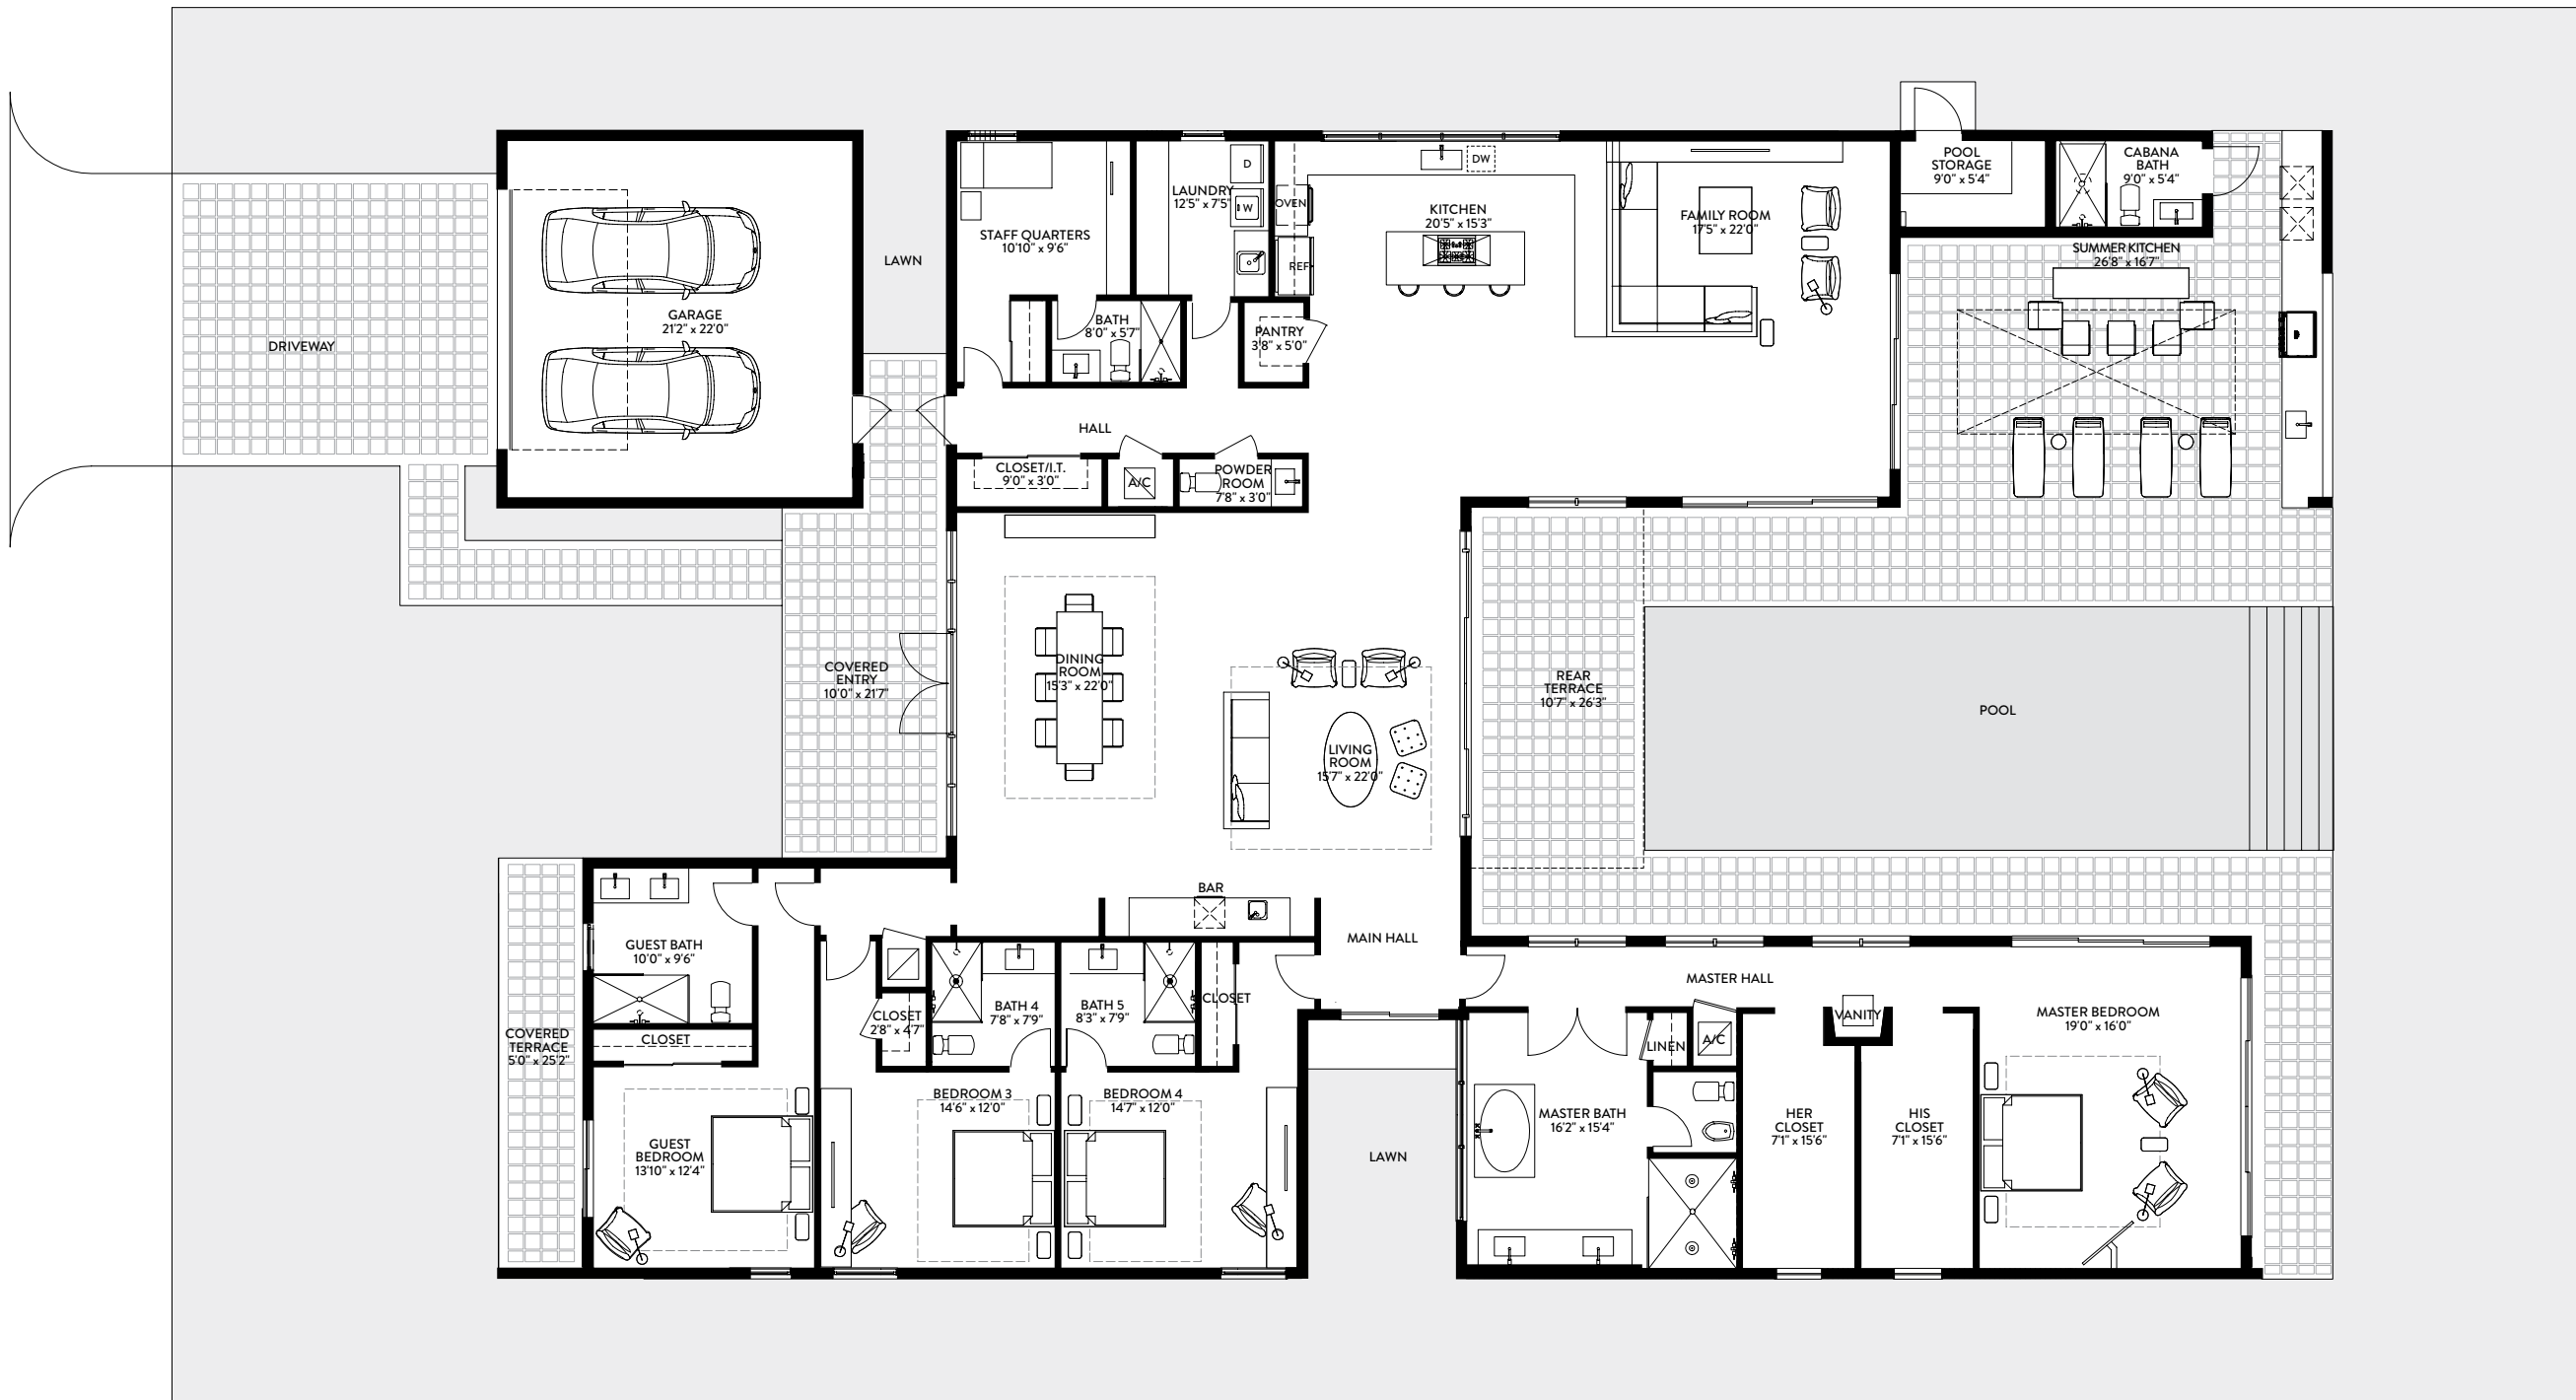 POOL
STORAGE
9'0" x 5'4"
CABANA
BATH
9'0" x 5'4"
D
W
LAUNDRY
12'5" x 7'5"
DW
OVEN
REF
KITCHEN
20'5" x 15'3"
FAMILY ROOM
17'5" x 22'0"
STAFF QUARTERS
10'10" x 9'6"
SUMMER KITCHEN
26'8" x 16'7"
LAWN
GARAGE
21'2" x 22'0"
DRIVEWAY
BATH
8'0" x 5'7"
PANTRY
3'8" x 5'0"
HALL
CLOSET/I.T.
9'0" x 3'0"
A/C
POWDER
ROOM
7'8" x 3'0"
COVERED
ENTRY
10'0" x 21'7"
DINING
ROOM
15'3" x 22'0"
LIVING
ROOM
15'7" x 22'0"
REAR
TERRACE
10'7" x 26'3"
POOL
BAR
MAIN HALL
GUEST BATH
10'0" x 9'6"
CLOSET
COVERED
TERRACE
5'0" x 25'2"
CLOSET
2'8" x 4'7"
BATH 4
7'8" x 7'9"
BATH 5
8'3" x 7'9"
CLOSET
MASTER HALL
VANITY
MASTER BEDROOM
19'0" x 16'0"
LINEN
A/C
GUEST
BEDROOM
13'10" x 12'4"
BEDROOM 3
14'6" x 12'0"
BEDROOM 4
14'7" x 12'0"
LAWN
MASTER BATH
16'2" x 15'4"
HER
CLOSET
7'1" x 15'6"
HIS
CLOSET
7'1" x 15'6"